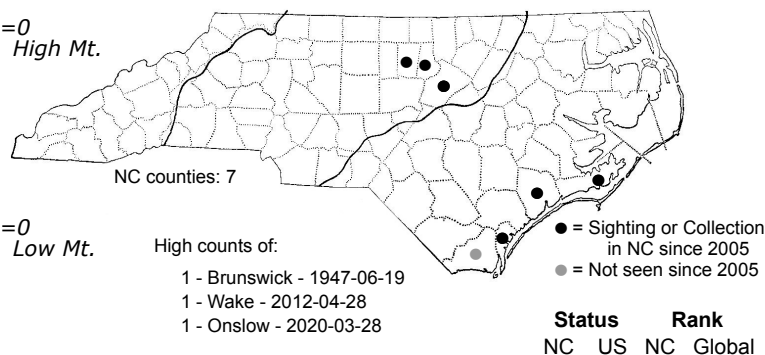 =0
High Mt.
NC counties: 7
=0
Low Mt.
High counts of:
1 - Brunswick - 1947-06-19
1 - Wake - 2012-04-28
1 - Onslow - 2020-03-28
● = Sighting or Collection
in NC since 2005
● = Not seen since 2005
Status Rank
NC US NC Global